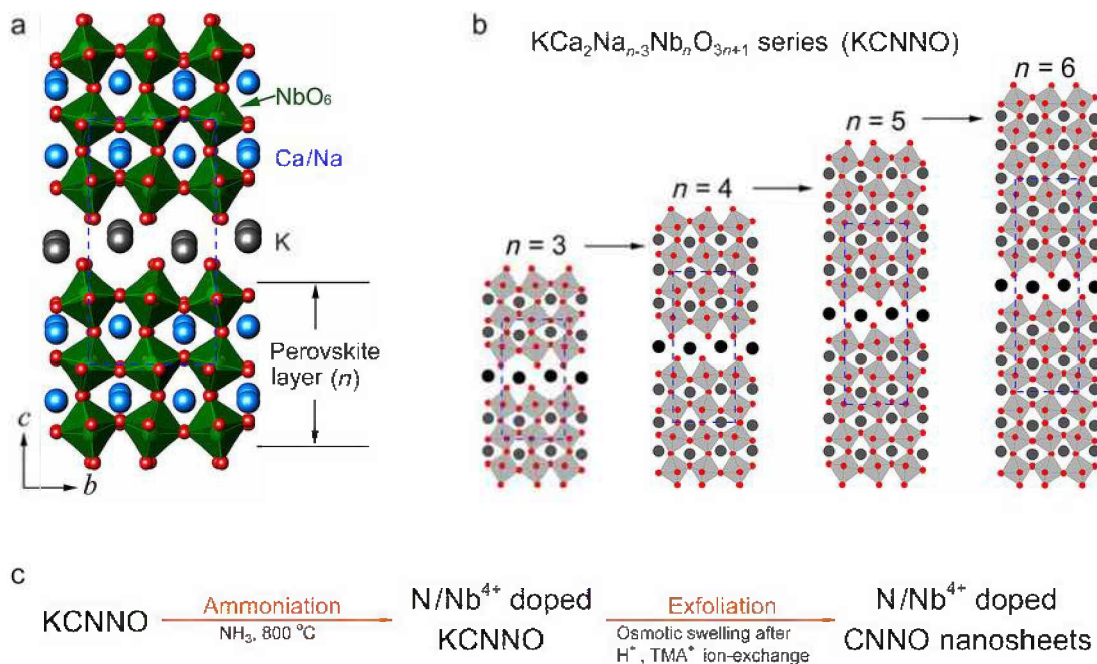 a
NbO₆
Ca/Na
K
Perovskite
layer (n)
c
b
b
KCa₂Naₙ₋₃NbₙO₃ₙ₊₁ series (KCNNO)
n = 3
n = 4
n = 5
n = 6
c
KCNNO
Ammoniation
NH₃, 800 °C
N/Nb⁴⁺ doped
KCNNO
Exfoliation
Osmotic swelling after
H⁺, TMA⁺ ion-exchange
N/Nb⁴⁺ doped
CNNO nanosheets